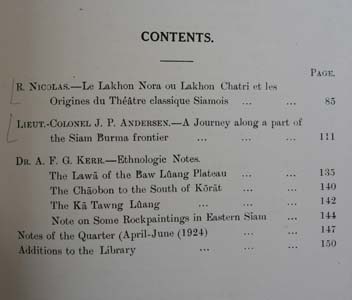 CONTENTS.
PAGE.
R. NICOLAS.—Le Lakhon Nora ou Lakhon Chatri et les
Origines du Théâtre classique Siamois ... ... 85
LIEUT.-COLONEL J. P. ANDERSEN.—A Journey along a part of
the Siam Burma frontier ... ... ... 111
DR. A. F. G. KERR.—Ethnologic Notes.
The Lawā of the Baw Lūang Plateau ... ... 135
The Chāobon to the South of Kōrāt ... ... 140
The Kā Tawng Lūang ... ... ... 142
Note on Some Rockpaintings in Eastern Siam ... 144
Notes of the Quarter (April-June (1924) ... ... 147
Additions to the Library ... ... ... 150